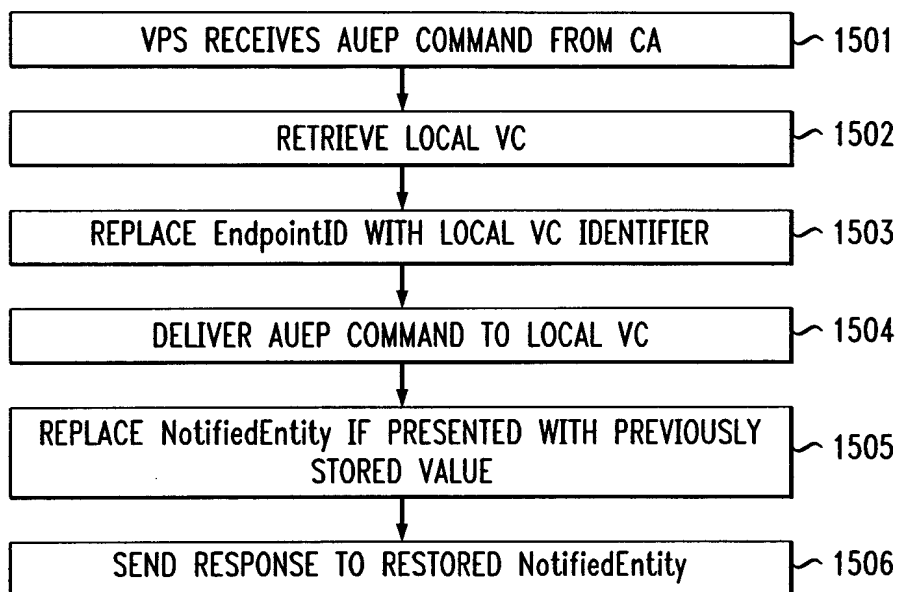 VPS RECEIVES AUEP COMMAND FROM CA 1501
RETRIEVE LOCAL VC 1502
REPLACE EndpointID WITH LOCAL VC IDENTIFIER 1503
DELIVER AUEP COMMAND TO LOCAL VC 1504
REPLACE NotifiedEntity IF PRESENTED WITH PREVIOUSLY
STORED VALUE 1505
SEND RESPONSE TO RESTORED NotifiedEntity 1506